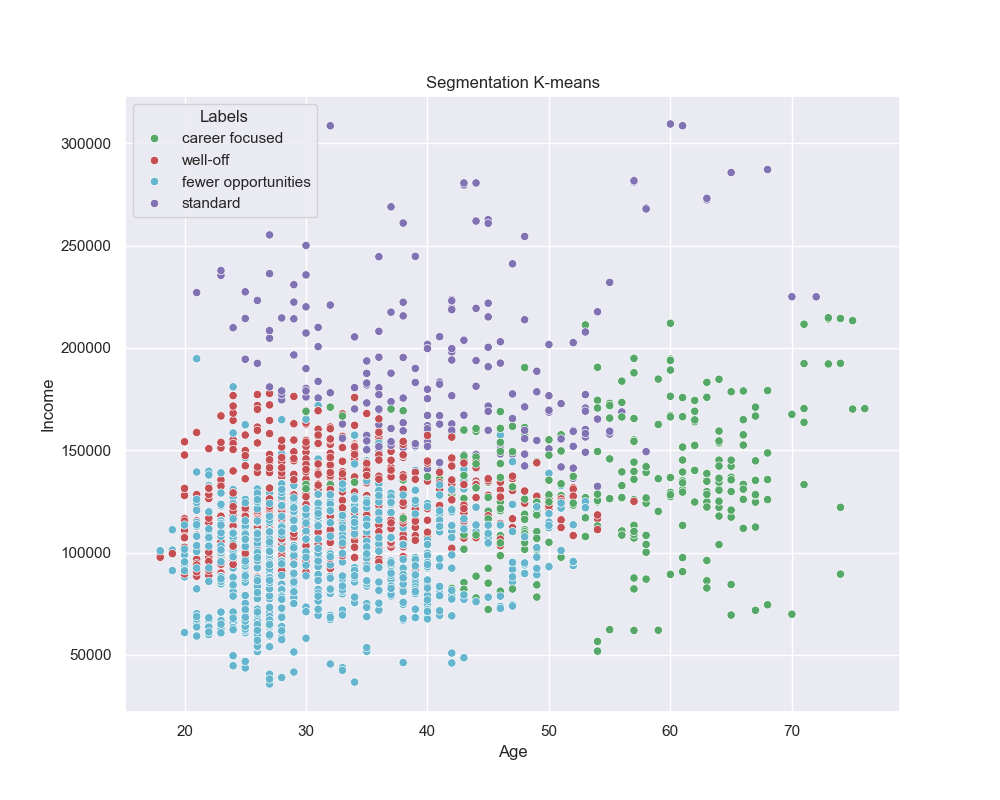 Segmentation K-means
Labels
career focused
well-off
fewer opportunities
standard
300000
250000
200000
150000
100000
50000
Income
20 30 40 50 60 70
Age